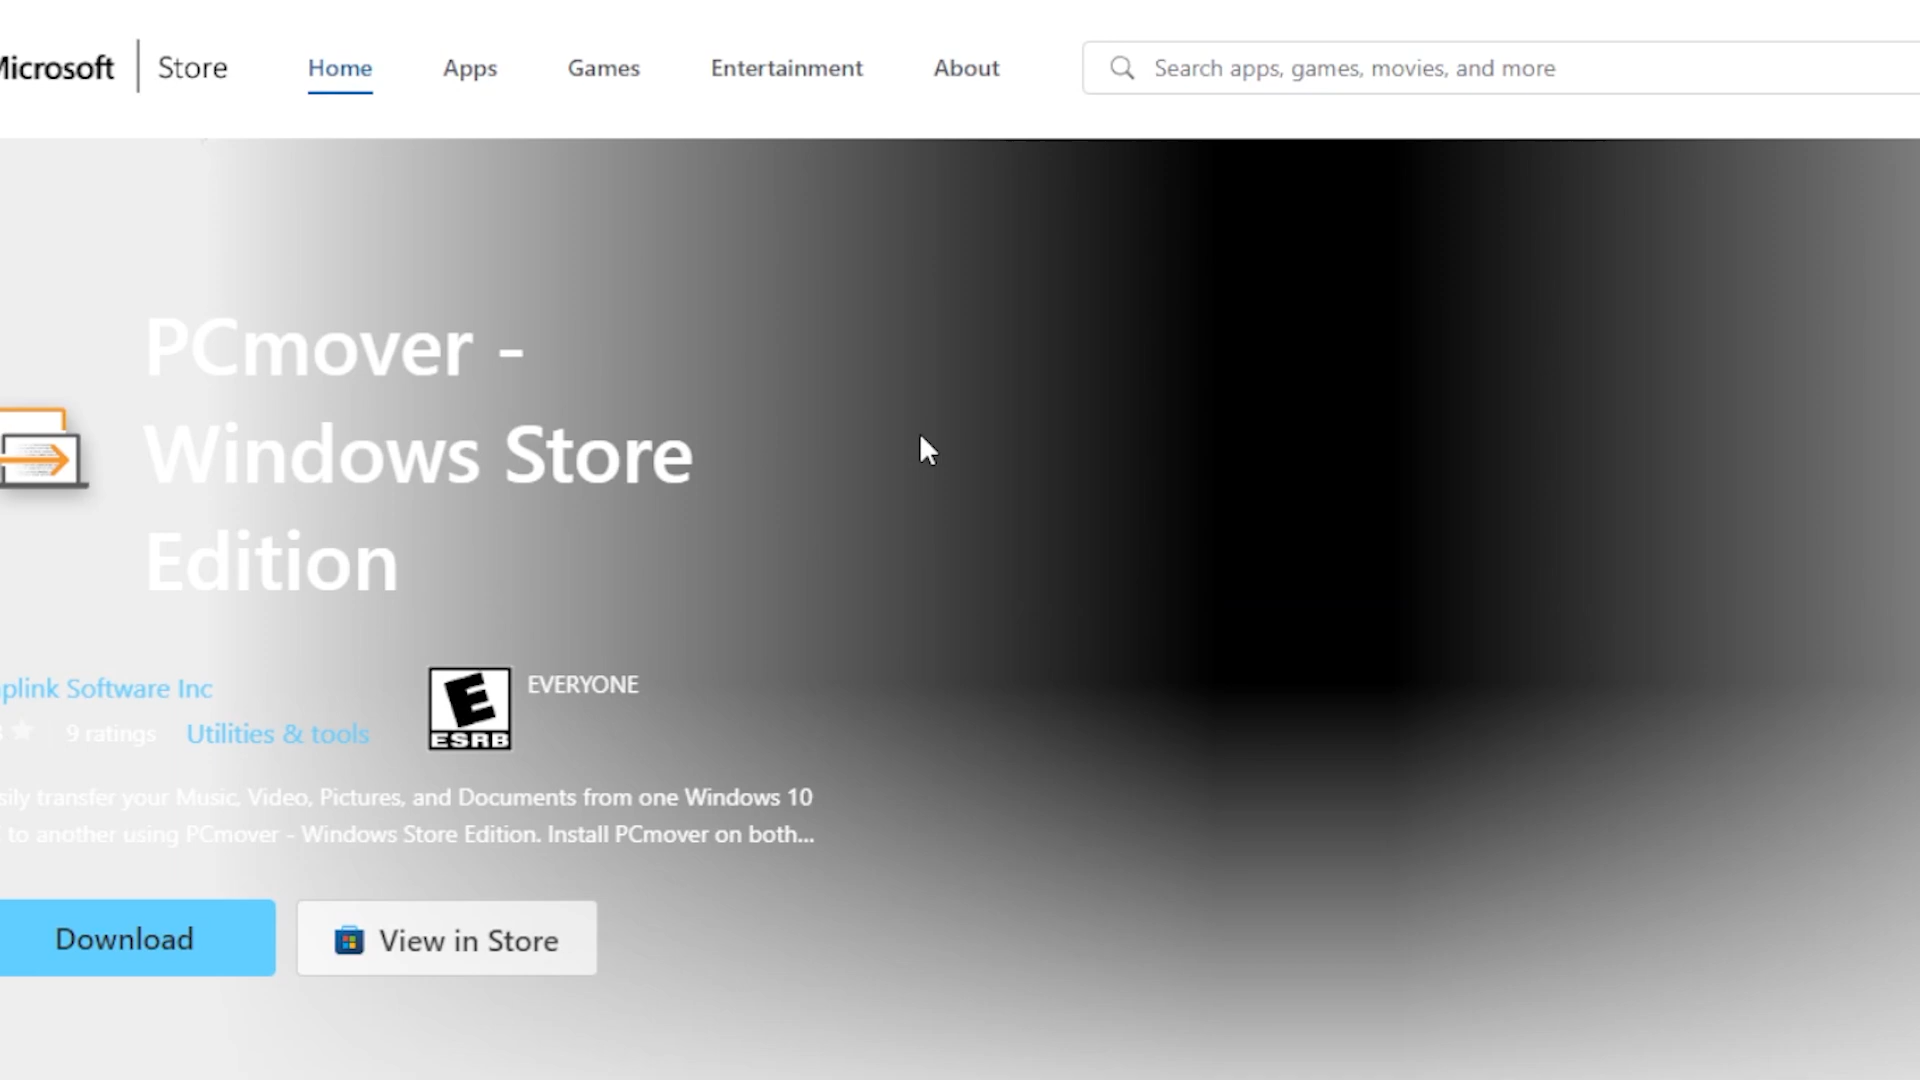 Microsoft | Store
Home
Apps
Games
Entertainment
About
Search apps, games, movies, and more
PCmover -
Windows Store
Edition
plink Software Inc
EVERYONE
ESRB
9 ratings
Utilities & tools
sily transfer your Music, Video, Pictures, and Documents from one Windows 10
to another using PCmover - Windows Store Edition. Install PCmover on both...
Download
View in Store